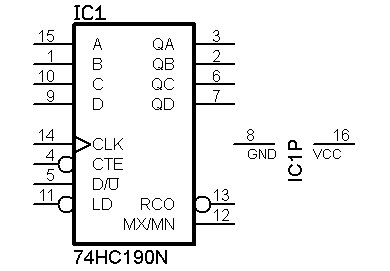 IC1
15 A QA 3
1 B QB 2
10 C QC 6
9 D QD 7
14 CLK
4 CTE
5 D/U̅
11 LD RCO 13
MX/MN 12
8 GND
IC1P
16 VCC
74HC190N